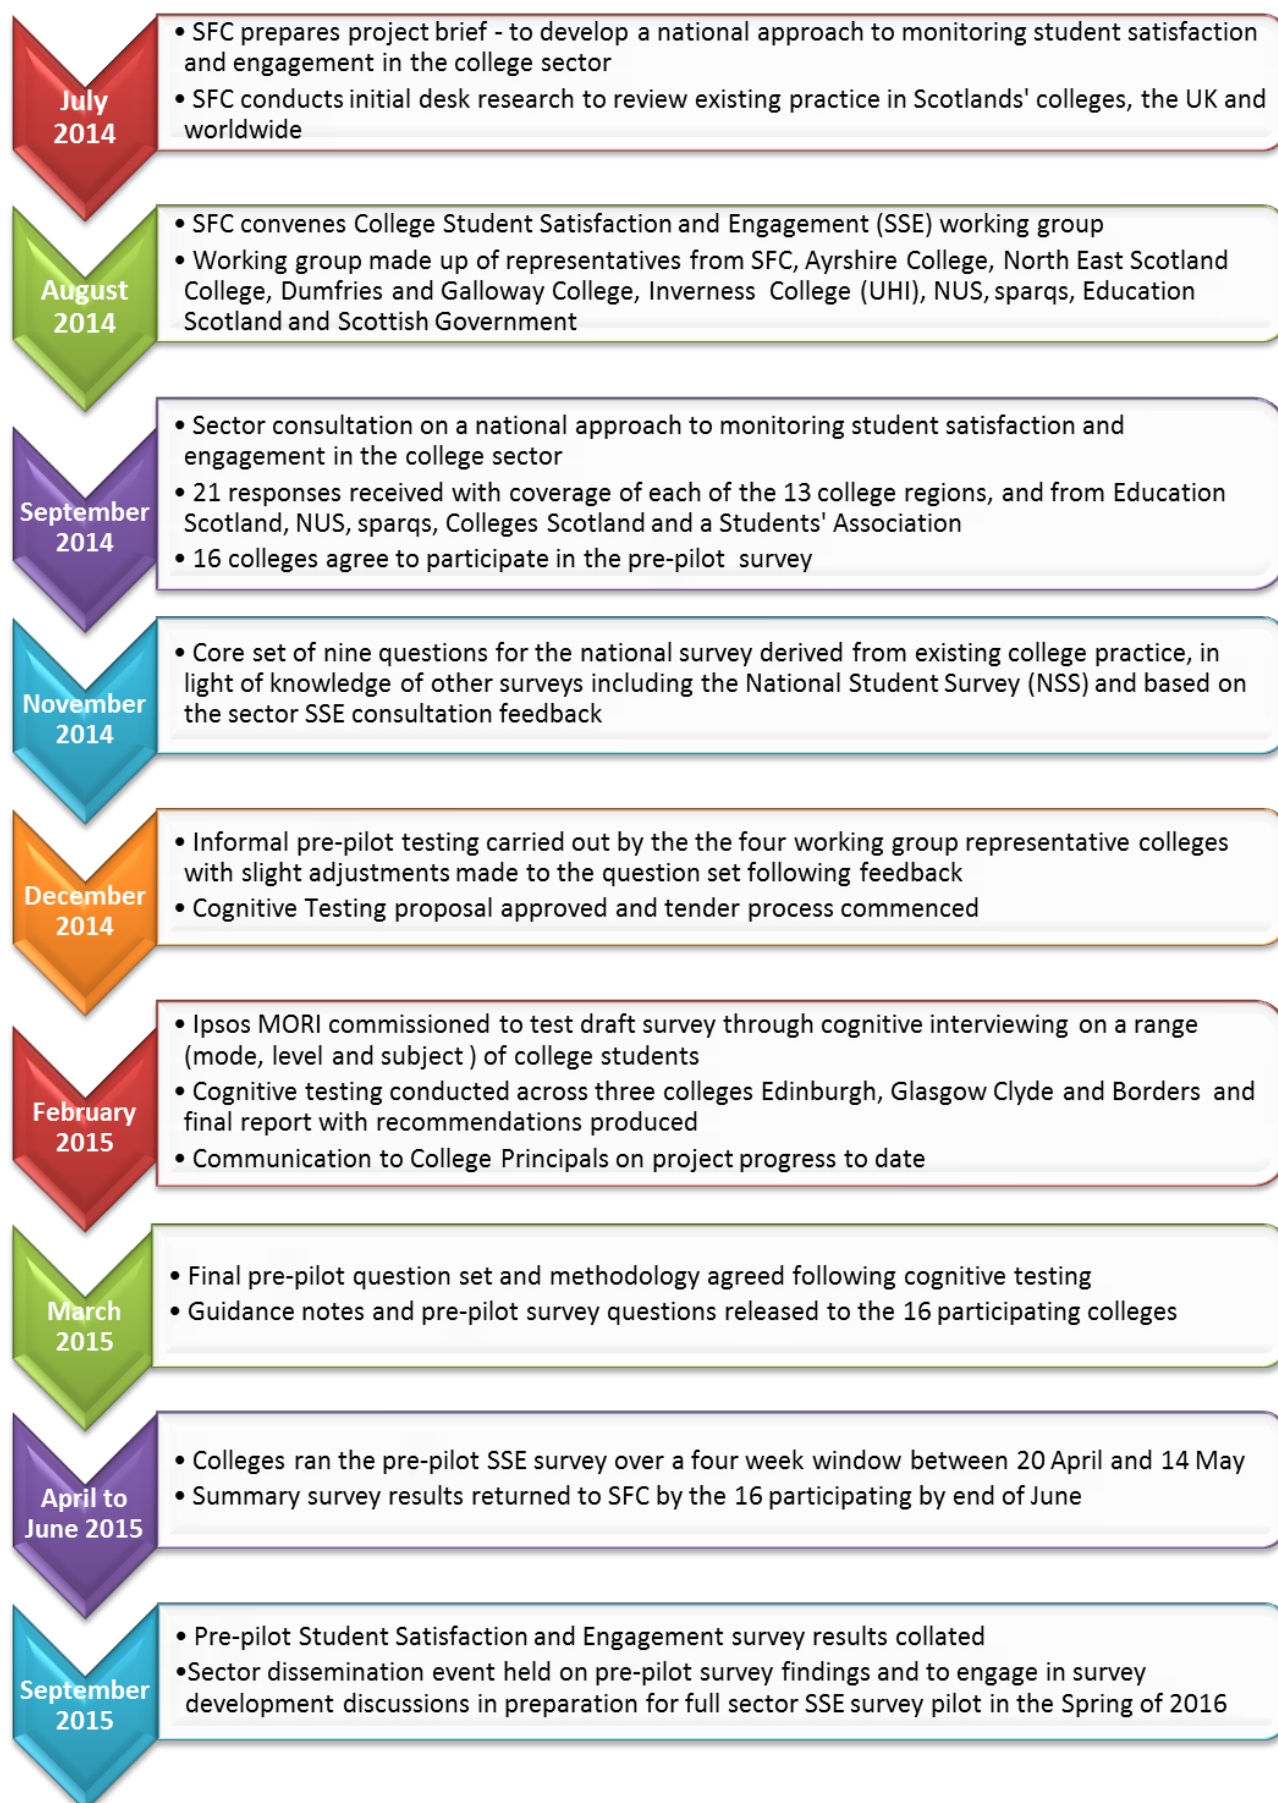 July
2014
• SFC prepares project brief - to develop a national approach to monitoring student satisfaction
and engagement in the college sector
• SFC conducts initial desk research to review existing practice in Scotlands' colleges, the UK and
worldwide
August
2014
• SFC convenes College Student Satisfaction and Engagement (SSE) working group
• Working group made up of representatives from SFC, Ayrshire College, North East Scotland
College, Dumfries and Galloway College, Inverness College (UHI), NUS, sparqs, Education
Scotland and Scottish Government
September
2014
• Sector consultation on a national approach to monitoring student satisfaction and
engagement in the college sector
• 21 responses received with coverage of each of the 13 college regions, and from Education
Scotland, NUS, sparqs, Colleges Scotland and a Students' Association
• 16 colleges agree to participate in the pre-pilot survey
November
2014
• Core set of nine questions for the national survey derived from existing college practice, in
light of knowledge of other surveys including the National Student Survey (NSS) and based on
the sector SSE consultation feedback
December
2014
• Informal pre-pilot testing carried out by the the four working group representative colleges
with slight adjustments made to the question set following feedback
• Cognitive Testing proposal approved and tender process commenced
February
2015
• Ipsos MORI commissioned to test draft survey through cognitive interviewing on a range
(mode, level and subject ) of college students
• Cognitive testing conducted across three colleges Edinburgh, Glasgow Clyde and Borders and
final report with recommendations produced
• Communication to College Principals on project progress to date
March
2015
• Final pre-pilot question set and methodology agreed following cognitive testing
• Guidance notes and pre-pilot survey questions released to the 16 participating colleges
April to
June 2015
• Colleges ran the pre-pilot SSE survey over a four week window between 20 April and 14 May
• Summary survey results returned to SFC by the 16 participating by end of June
September
2015
• Pre-pilot Student Satisfaction and Engagement survey results collated
•Sector dissemination event held on pre-pilot survey findings and to engage in survey
development discussions in preparation for full sector SSE survey pilot in the Spring of 2016